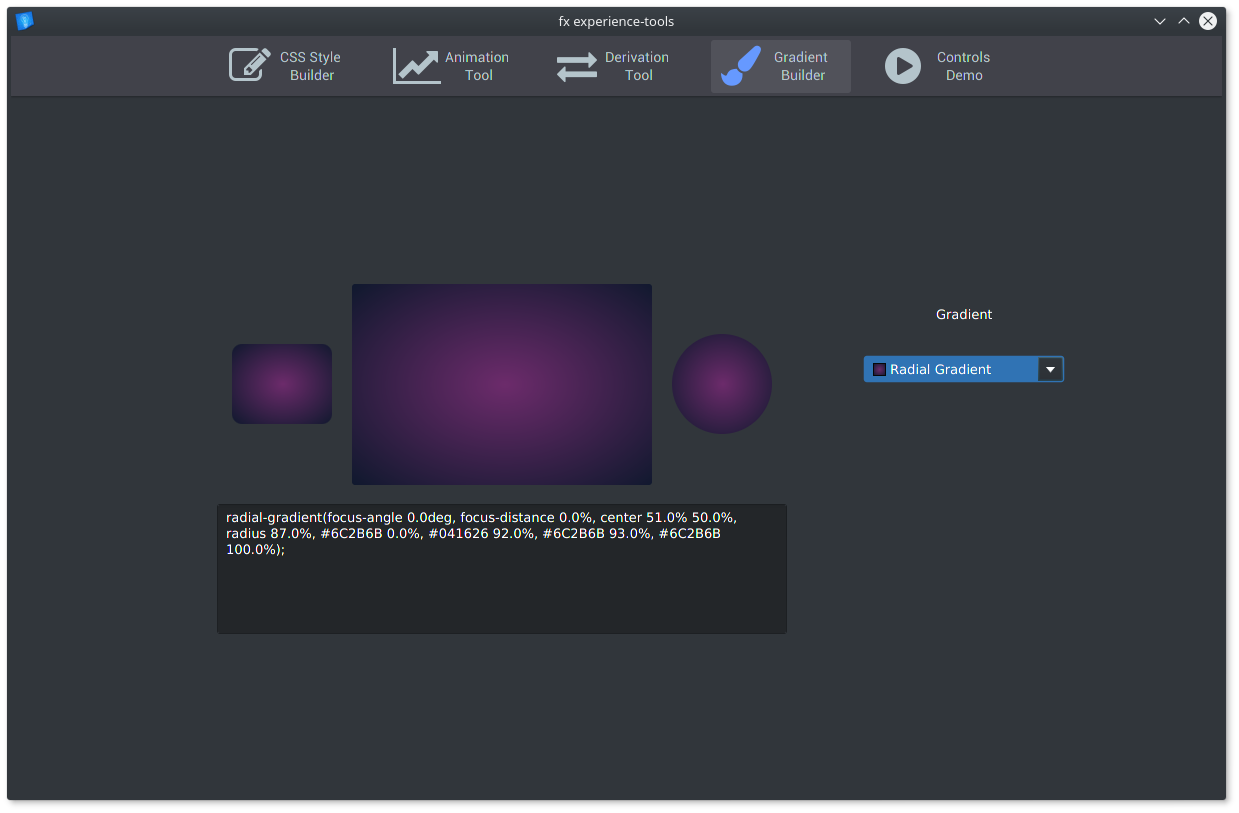 fx experience-tools
CSS Style
Builder
Animation
Tool
Derivation
Tool
Gradient
Builder
Controls
Demo
Gradient
Radial Gradient
radial-gradient(focus-angle 0.0deg, focus-distance 0.0%, center 51.0% 50.0%,
radius 87.0%, #6C2B6B 0.0%, #041626 92.0%, #6C2B6B 93.0%, #6C2B6B
100.0%);